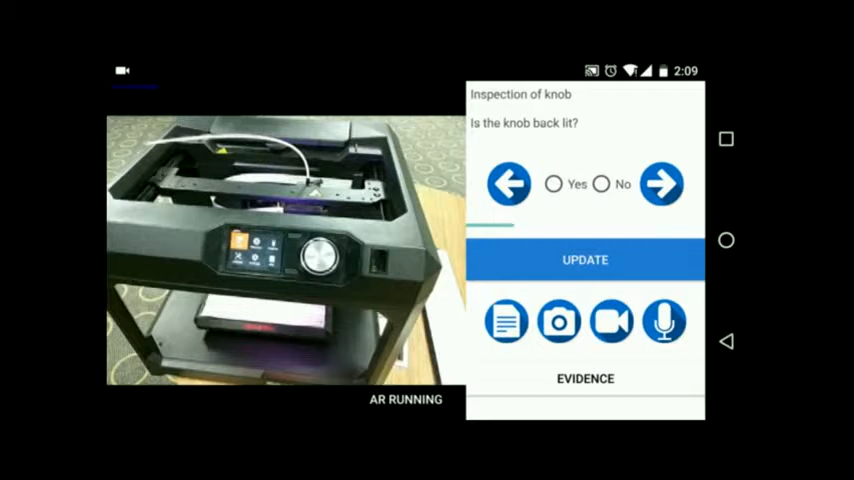 2:09
Inspection of knob
Is the knob back lit?
Yes
No
UPDATE
EVIDENCE
AR RUNNING